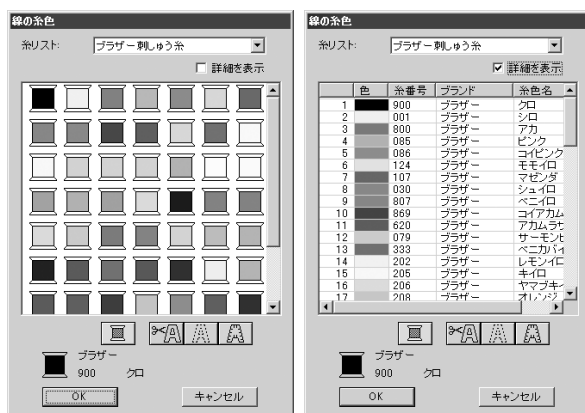 線の糸色
糸リスト: ブラザー刺しゅう糸
詳細を表示
ブラザー
900 クロ
OK キャンセル
線の糸色
糸リスト: ブラザー刺しゅう糸
詳細を表示
色 糸番号 ブランド 糸色名
1 900 ブラザー クロ
2 001 ブラザー シロ
3 800 ブラザー アカ
4 085 ブラザー ピンク
5 086 ブラザー コイピンク
6 124 ブラザー モモイロ
7 107 ブラザー マゼンダ
8 030 ブラザー シュイロ
9 807 ブラザー ベニイロ
10 869 ブラザー コイアカム
11 620 ブラザー アカムラサ
12 079 ブラザー サーモンピ
13 333 ブラザー ベニカバイ
14 202 ブラザー レモンイロ
15 205 ブラザー キイロ
16 206 ブラザー ヤマブキ
17 208 ブラザー オレンジ
ブラザー
900 クロ
OK キャンセル